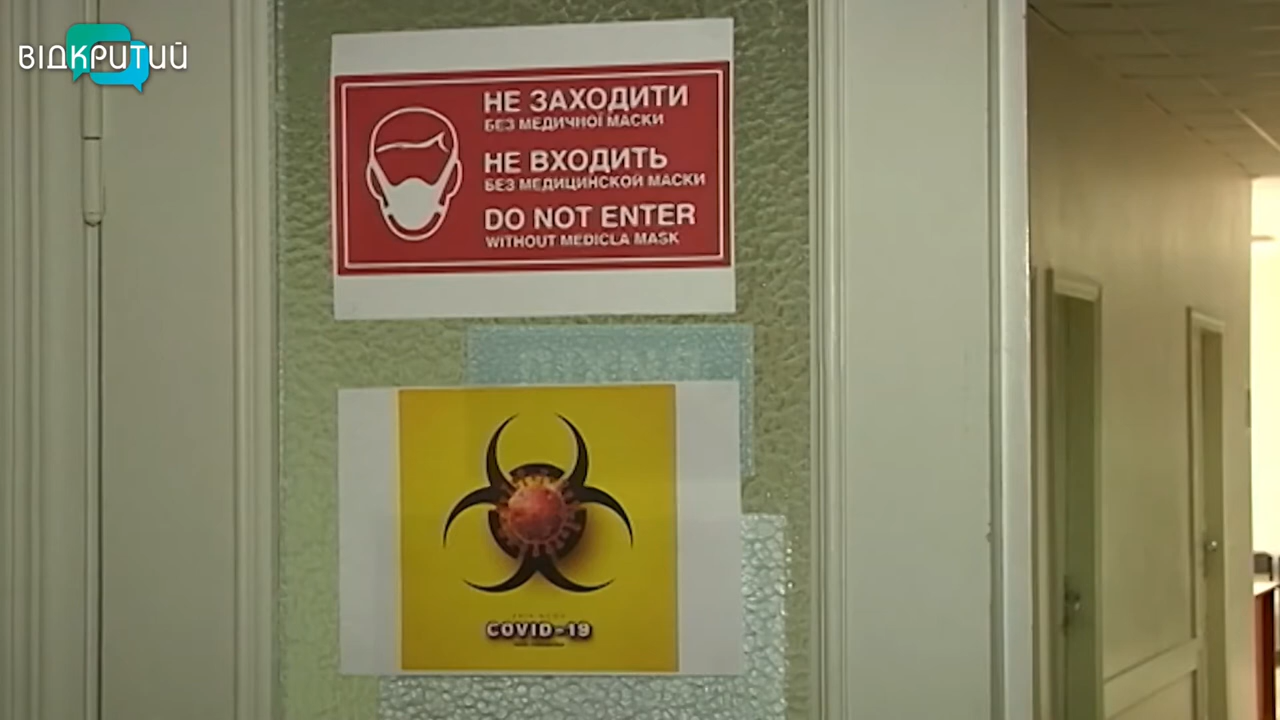 ВІДКРИТИЙ
НЕ ЗАХОДИТИ
БЕЗ МЕДИЧНОЇ МАСКИ
НЕ ВХОДИТЬ
БЕЗ МЕДИЦИНСКОЙ МАСКИ
DO NOT ENTER
WITHOUT MEDICLA MASK
COVID-19